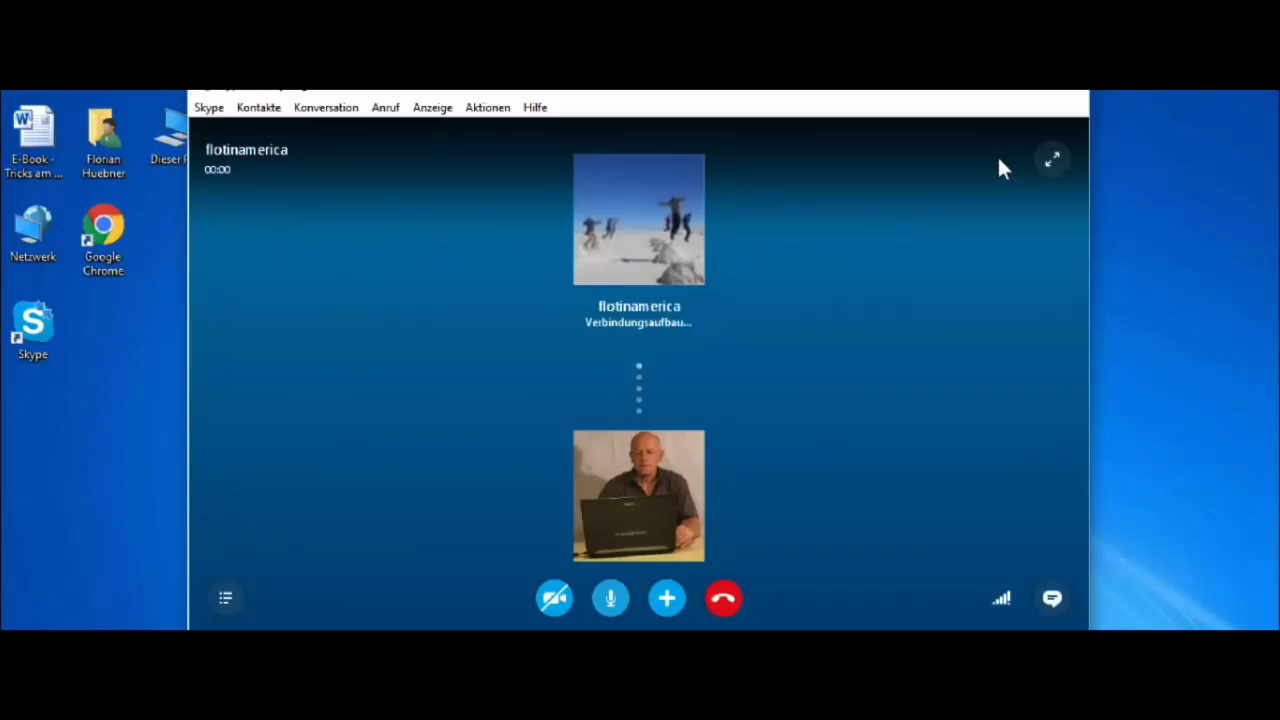 Skype Kontakte Konversation Anruf Anzeige Aktionen Hilfe
flotinamerica
00:00
flotinamerica
Verbindungsaufbau...
E-Book -
Tricks am ...
Florian
Huebner
Dieser
Netzwerk
Google
Chrome
Skype